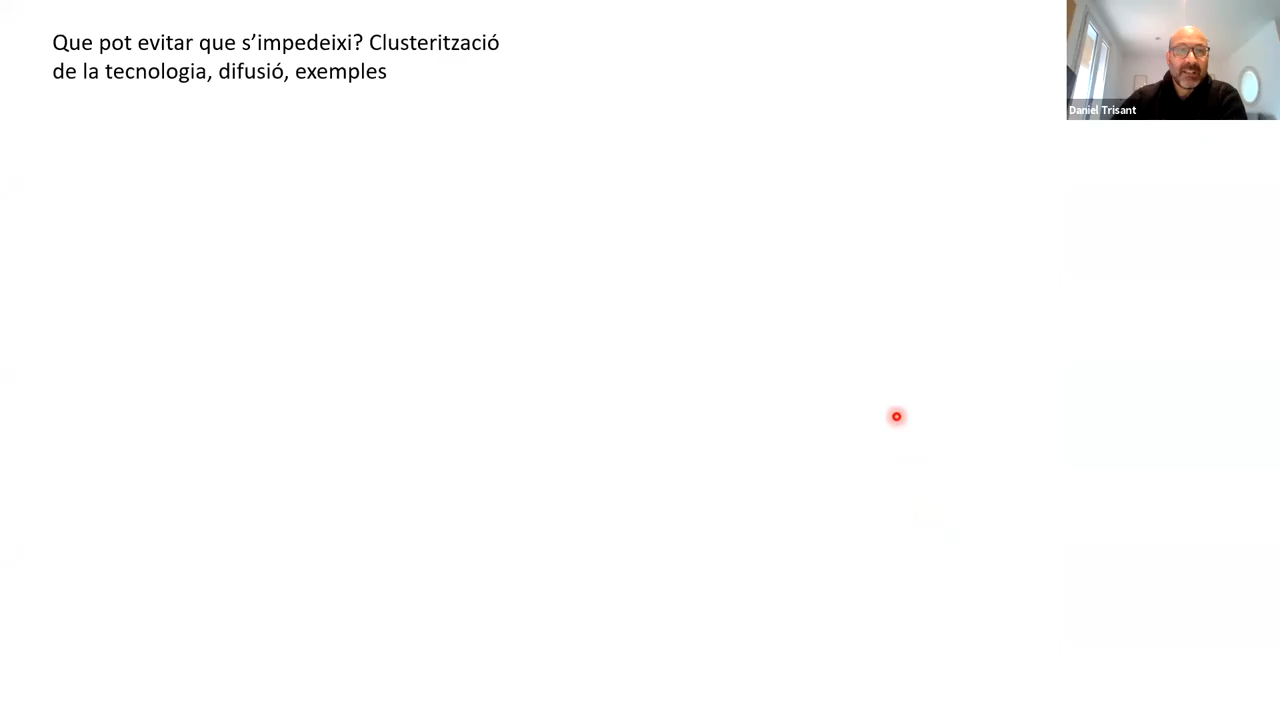 Que pot evitar que s’impedeixi? Clusterització
de la tecnologia, difusió, exemples
Daniel Trisant